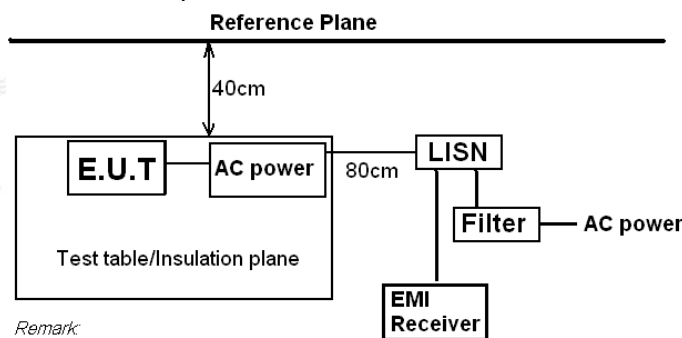 Reference Plane
40cm
E.U.T
AC power
80cm
LISN
Filter
AC power
Test table/Insulation plane
EMI
Receiver
Remark: